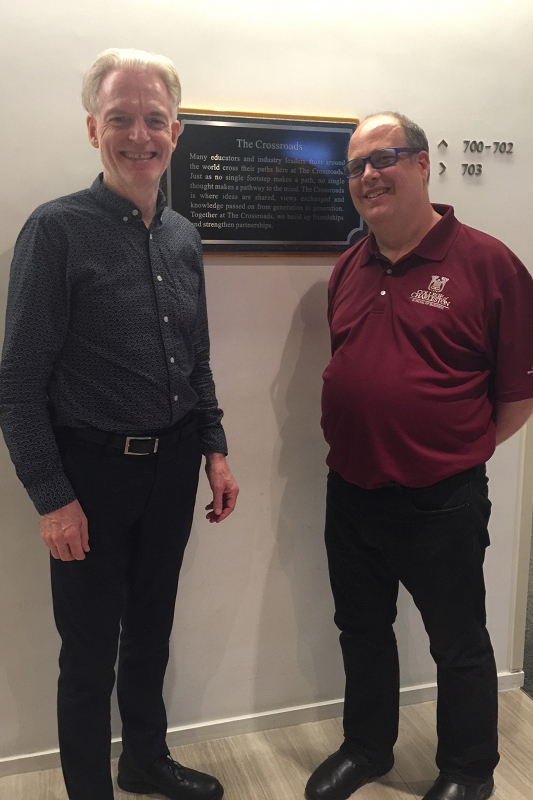 The Crossroads
Many educators and industry leaders from around
the world cross their paths here at The Crossroads.
Just as no single footstep makes a path, no single
thought makes a pathway to the mind. The Crossroads
is where ideas are shared, views exchanged and
knowledge passed on from generation to generation.
Together at The Crossroads, we build up friendships
and strengthen partnerships.
700-702
703
COLLEGE of
CHARLESTON